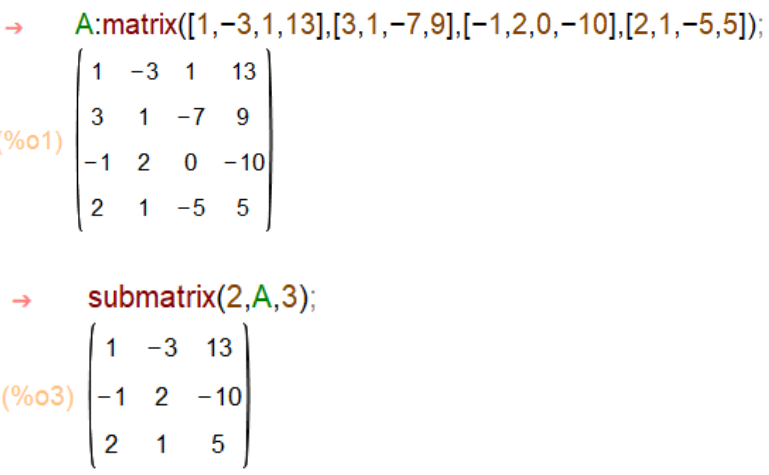 → A:matrix([1,−3,1,13],[3,1,−7,9],[−1,2,0,−10],[2,1,−5,5]);
1 −3 1 13
3 1 −7 9
(%o1)
−1 2 0 −10
2 1 −5 5
→ submatrix(2,A,3);
1 −3 13
(%o3) −1 2 −10
2 1 5